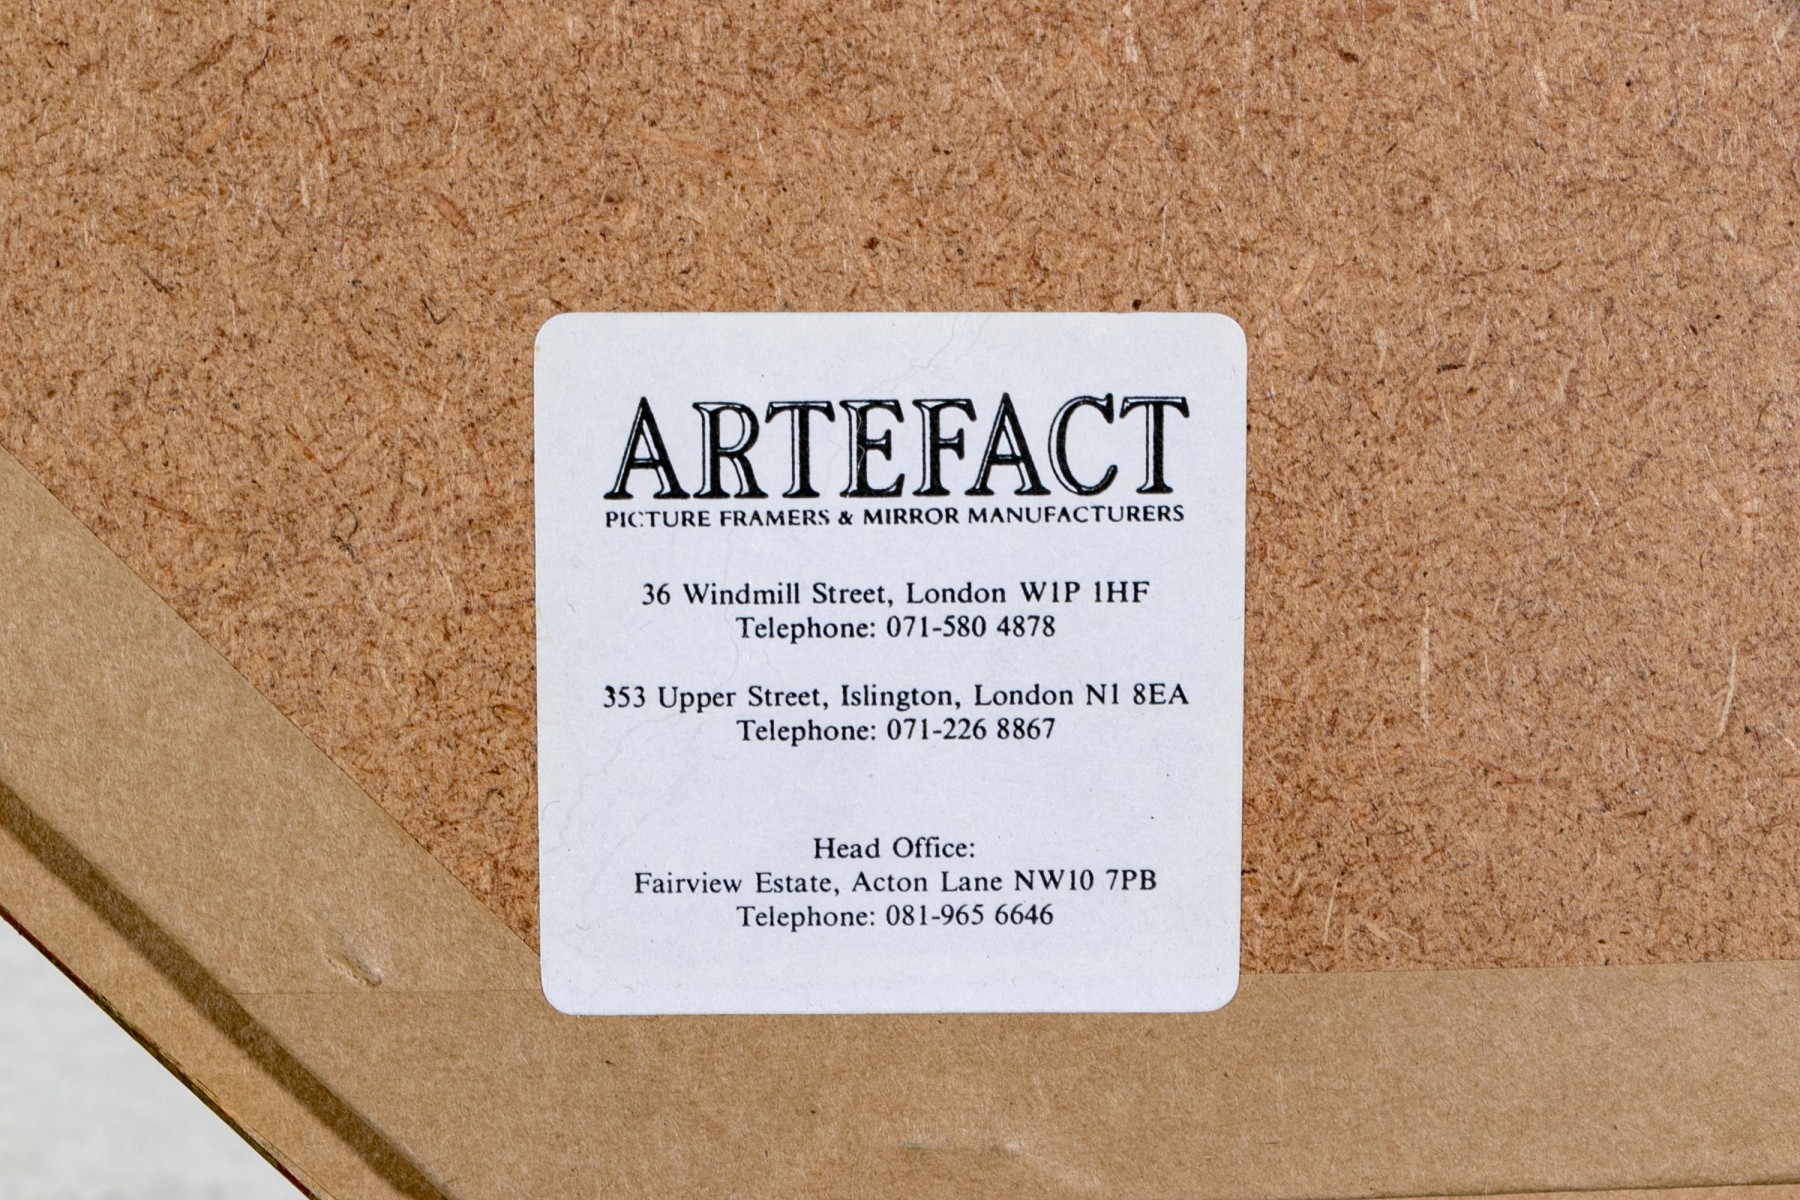 ARTEFACT
PICTURE FRAMERS & MIRROR MANUFACTURERS
36 Windmill Street, London W1P 1HF
Telephone: 071-580 4878
353 Upper Street, Islington, London N1 8EA
Telephone: 071-226 8867
Head Office:
Fairview Estate, Acton Lane NW10 7PB
Telephone: 081-965 6646